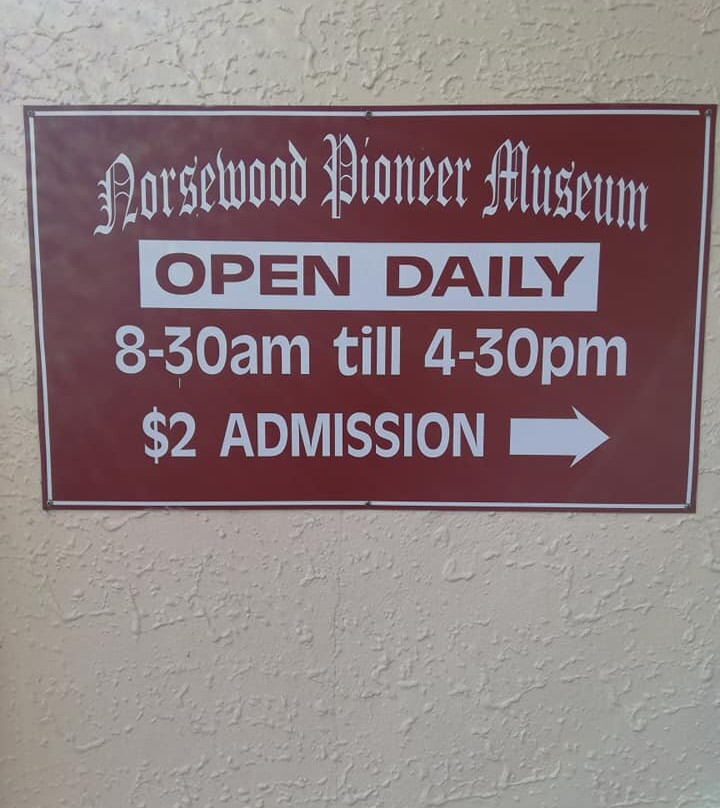 Norsewood Pioneer Museum
OPEN DAILY
8-30am till 4-30pm
$2 ADMISSION